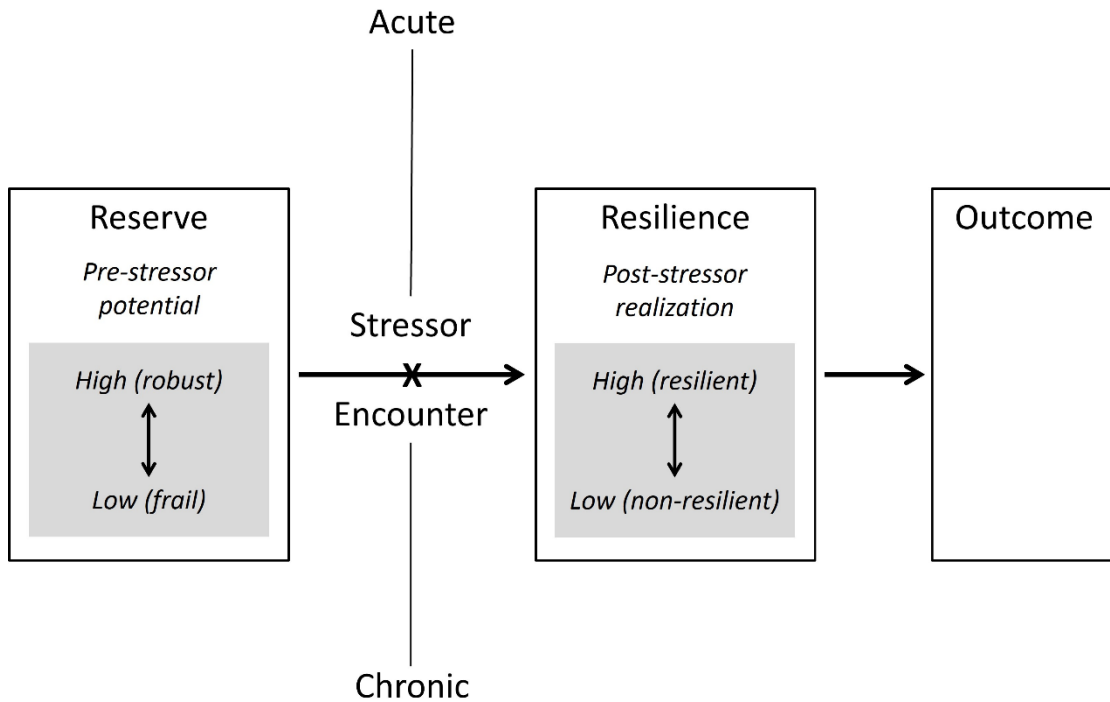 Acute
Reserve
Pre-stressor
potential
High (robust)
Low (frail)
Stressor
X
Encounter
Chronic
Resilience
Post-stressor
realization
High (resilient)
Low (non-resilient)
Outcome